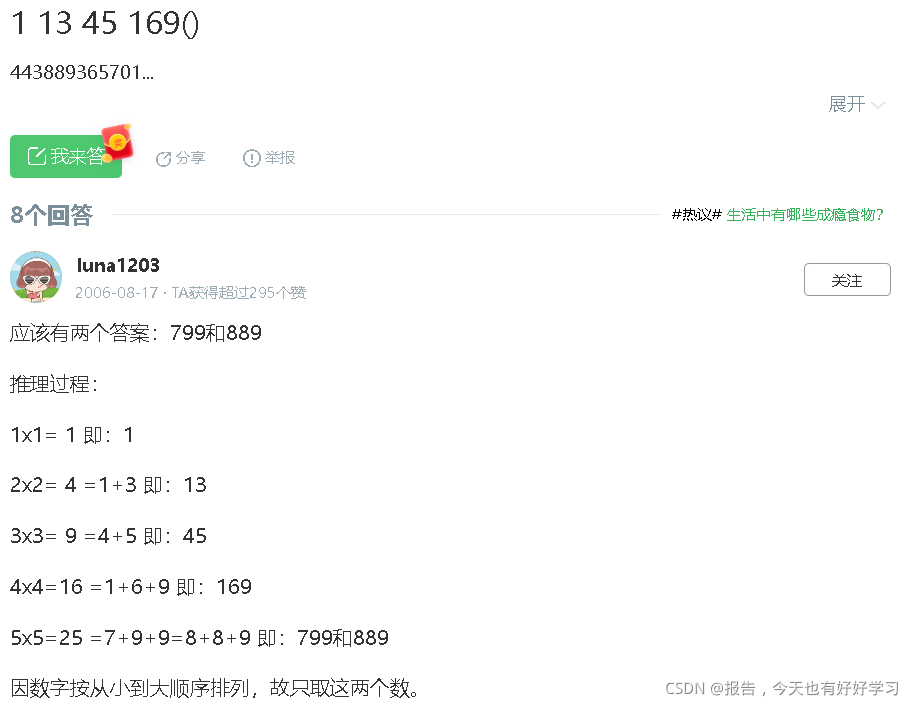 1 13 45 169()
443889365701...
展开
我来答
分享
举报
8个回答
#热议# 生活中有哪些成瘾食物?
luna1203
2006-08-17 · TA获得超过295个赞
关注
应该有两个答案：799和889
推理过程：
1x1= 1 即：1
2x2= 4 =1+3 即：13
3x3= 9 =4+5 即：45
4x4=16 =1+6+9 即：169
5x5=25 =7+9+9=8+8+9 即：799和889
因数字按从小到大顺序排列，故只取这两个数。
CSDN @报告，今天也有好好学习